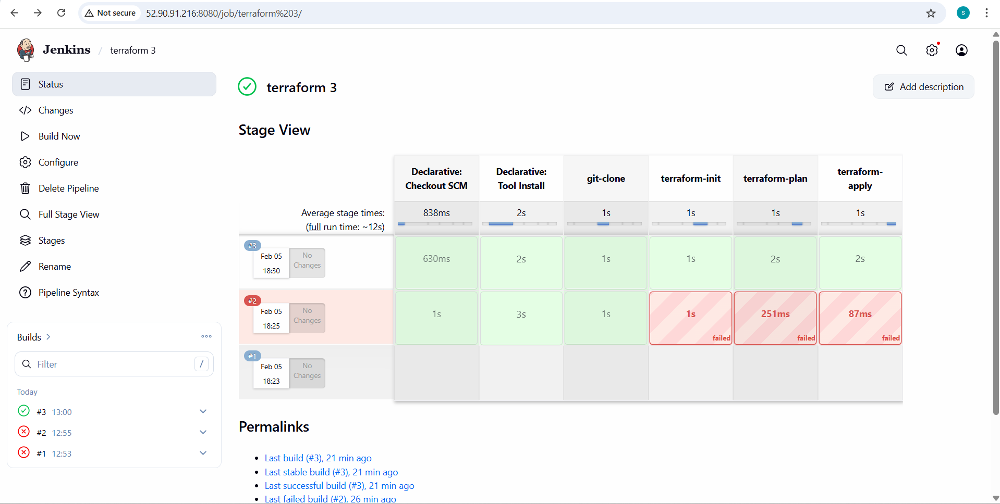 Not secure 52.90.91.216:8080/job/terraform%203/
S
Jenkins / terraform 3
Status
Changes
Build Now
Configure
Delete Pipeline
Full Stage View
Stages
Rename
Pipeline Syntax
Builds
Filter /
Today
#3 13:00
#2 12:55
#1 12:53
terraform 3
Add description
Stage View
Declarative: Checkout SCM
Declarative: Tool Install
git-clone
terraform-init
terraform-plan
terraform-apply
Average stage times:
(full run time: ~12s)
838ms 2s 1s 1s 1s 1s
#3
Feb 05
18:30
No Changes
630ms 2s 1s 1s 2s 2s
#2
Feb 05
18:25
No Changes
1s 3s 1s 1s 251ms 87ms
failed failed failed
#1
Feb 05
18:23
No Changes
Permalinks
Last build (#3), 21 min ago
Last stable build (#3), 21 min ago
Last successful build (#3), 21 min ago
Last failed build (#2), 26 min ago